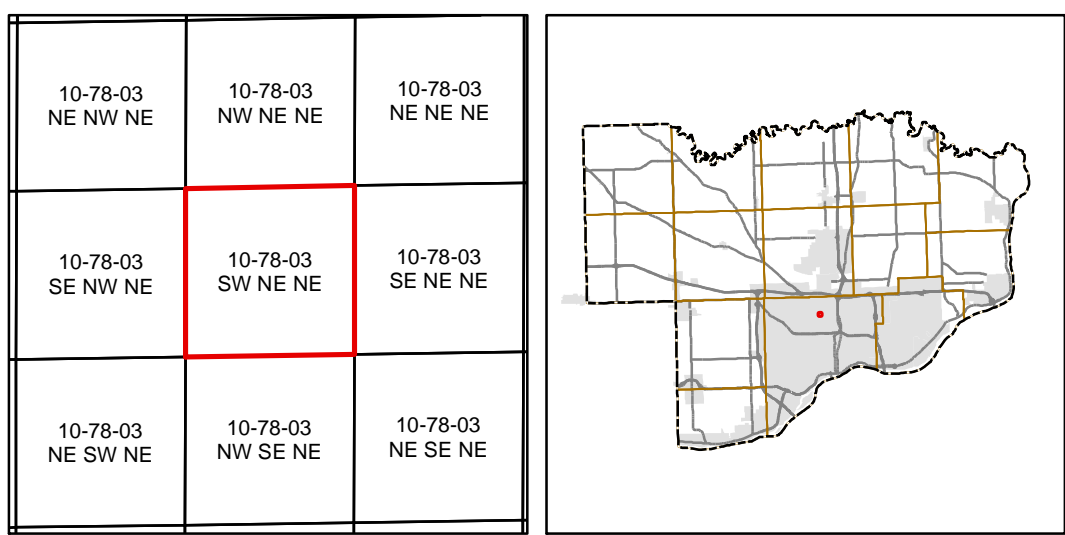 10-78-03
NE NW NE
10-78-03
NW NE NE
10-78-03
NE NE NE
10-78-03
SE NW NE
10-78-03
SW NE NE
10-78-03
SE NE NE
10-78-03
NE SW NE
10-78-03
NW SE NE
10-78-03
NE SE NE